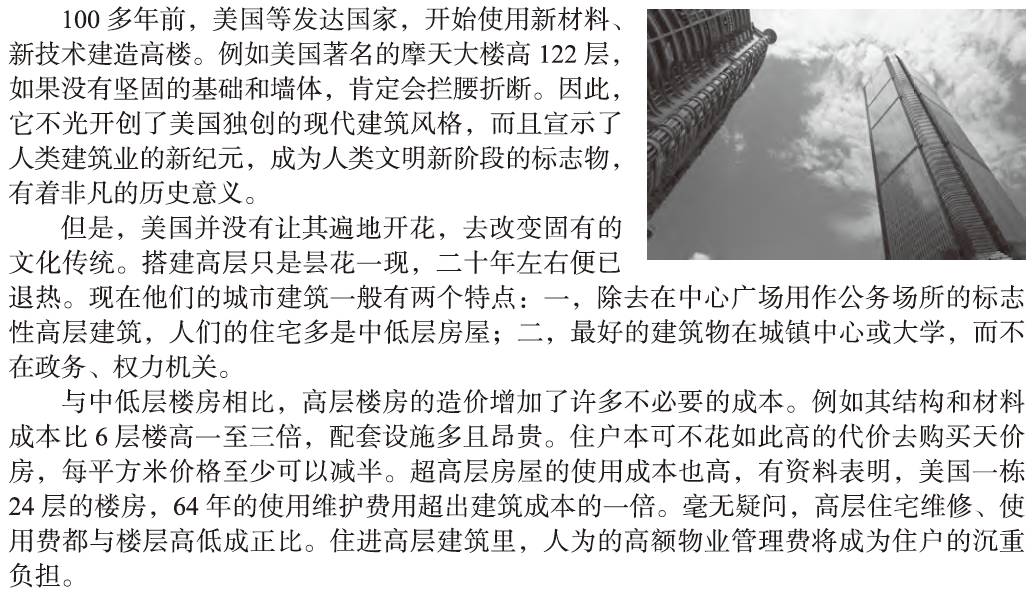 100 多年前，美国等发达国家，开始使用新材料、
新技术建造高楼。例如美国著名的摩天大楼高 122 层，
如果没有坚固的基础和墙体，肯定会拦腰折断。因此，
它不光开创了美国独创的现代建筑风格，而且宣示了
人类建筑业的新纪元，成为人类文明新阶段的标志物，
有着非凡的历史意义。
但是，美国并没有让其遍地开花，去改变固有的
文化传统。搭建高层只是昙花一现，二十年左右便已
退热。现在他们的城市建筑一般有两个特点：一，除去在中心广场用作公务场所的标志
性高层建筑，人们的住宅多是中低层房屋；二，最好的建筑物在城镇中心或大学，而不
在政务、权力机关。
与中低层楼房相比，高层楼房的造价增加了许多不必要的成本。例如其结构和材料
成本比 6 层楼高一至三倍，配套设施多且昂贵。住户本可不花如此高的代价去购买天价
房，每平方米价格至少可以减半。超高层房屋的使用成本也高，有资料表明，美国一栋
24 层的楼房，64 年的使用维护费用超出建筑成本的一倍。毫无疑问，高层住宅维修、使
用费都与楼层高低成正比。住进高层建筑里，人为的高额物业管理费将成为住户的沉重
负担。